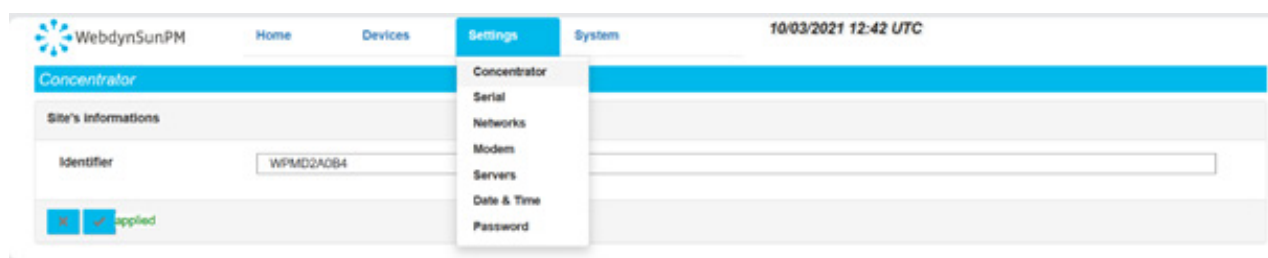 WebdynSunPM Home Devices Settings System 10/03/2021 12:42 UTC
Concentrator
Concentrator
Serial
Networks
Modem
Servers
Date & Time
Password
Site's informations
Identifier WPMD2A0B4
applied